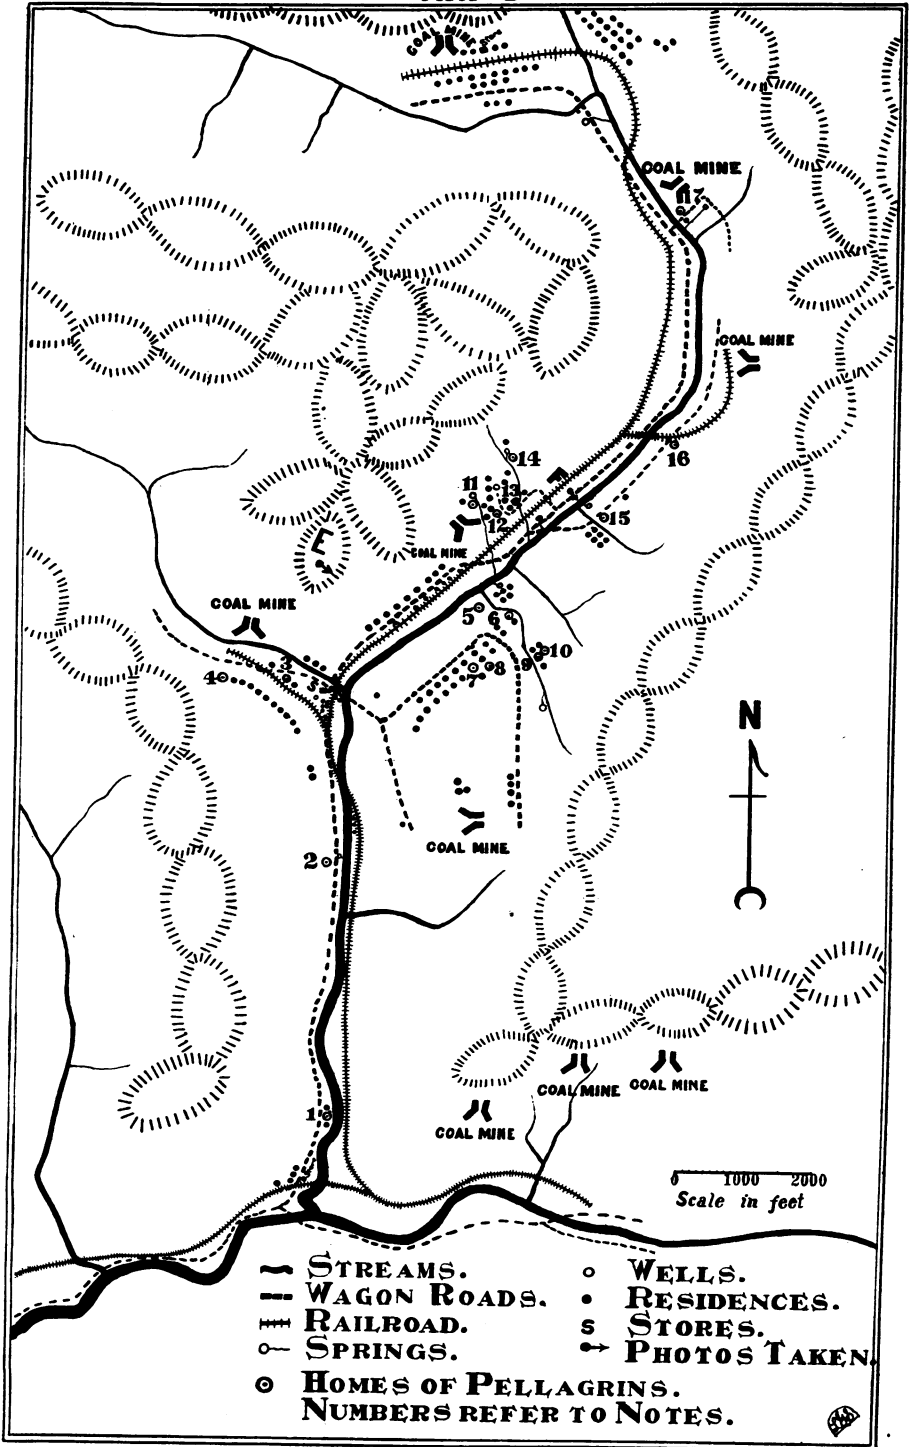 COAL MINE Store
COAL MINE
17
COAL MINE
14
16
11
13
F
12
15
COAL MINE
E
COAL MINE
5
6
10
3
4
S
7
8
9
N
COAL MINE
2
COAL MINE
COAL MINE
COAL MINE
1
0 1000 2000
Scale in feet
STREAMS.
WAGON ROADS.
RAILROAD.
SPRINGS.
WELLS.
RESIDENCES.
S STORES.
PHOTOS TAKEN.
HOMES OF PELLAGRINS.
NUMBERS REFER TO NOTES.